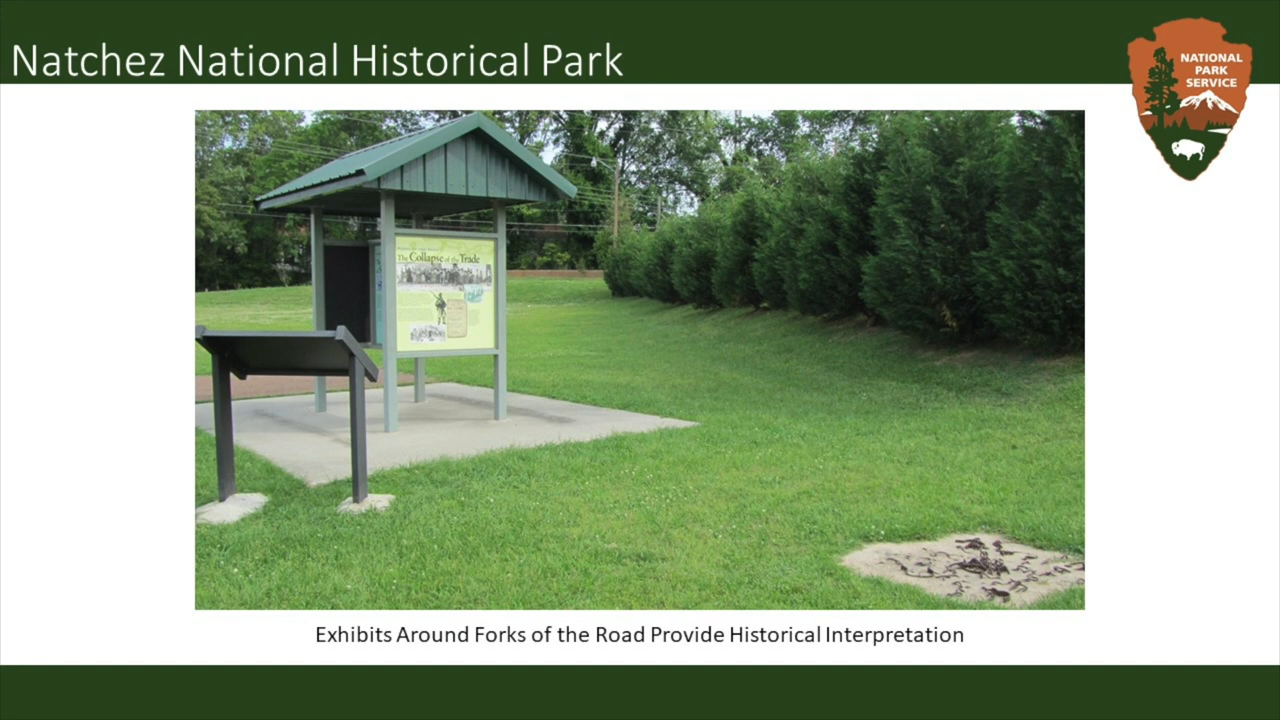 Natchez National Historical Park
NATIONAL
PARK
SERVICE
The Collapse of the Trade
Exhibits Around Forks of the Road Provide Historical Interpretation